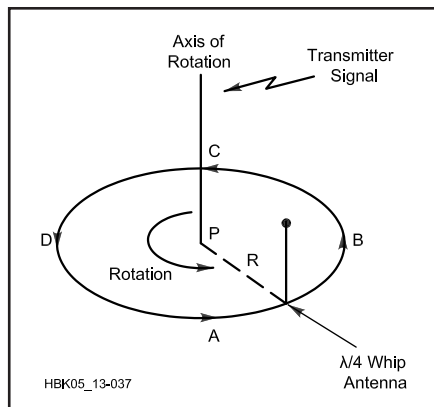 Axis of
Rotation
Transmitter
Signal
C
D
P
B
R
Rotation
A
λ/4 Whip
Antenna
HBK05_13-037